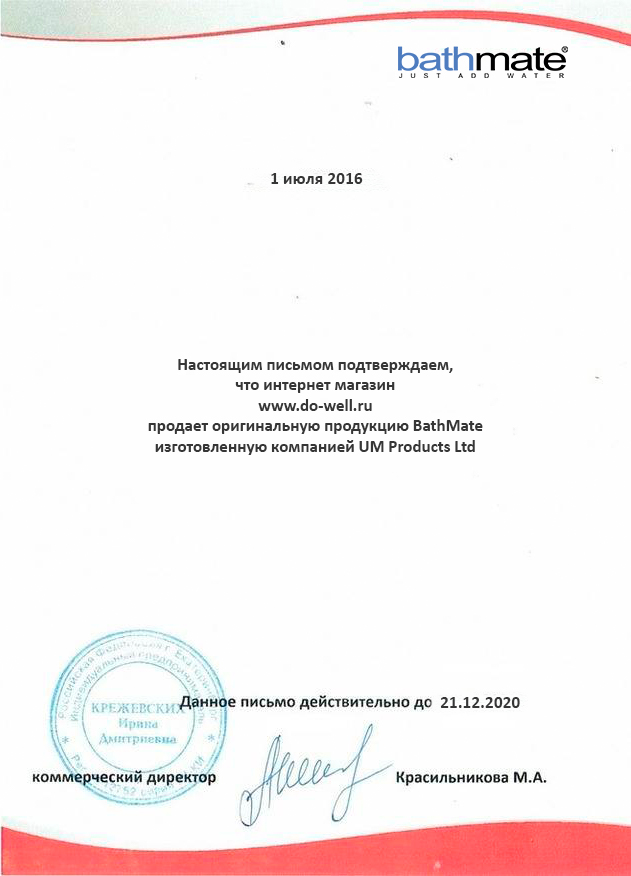 bathmate®
JUST ADD WATER
1 июля 2016
Настоящим письмом подтверждаем,
что интернет магазин
www.do-well.ru
продает оригинальную продукцию BathMate
изготовленную компанией UM Products Ltd
Российская Федерация г. Екатеринбург
Индивидуальный предприниматель
КРЕЖЕВСКИХ
Ирина
Дмитриевна
Данное письмо действительно до 21.12.2020
коммерческий директор
Красильникова М.А.